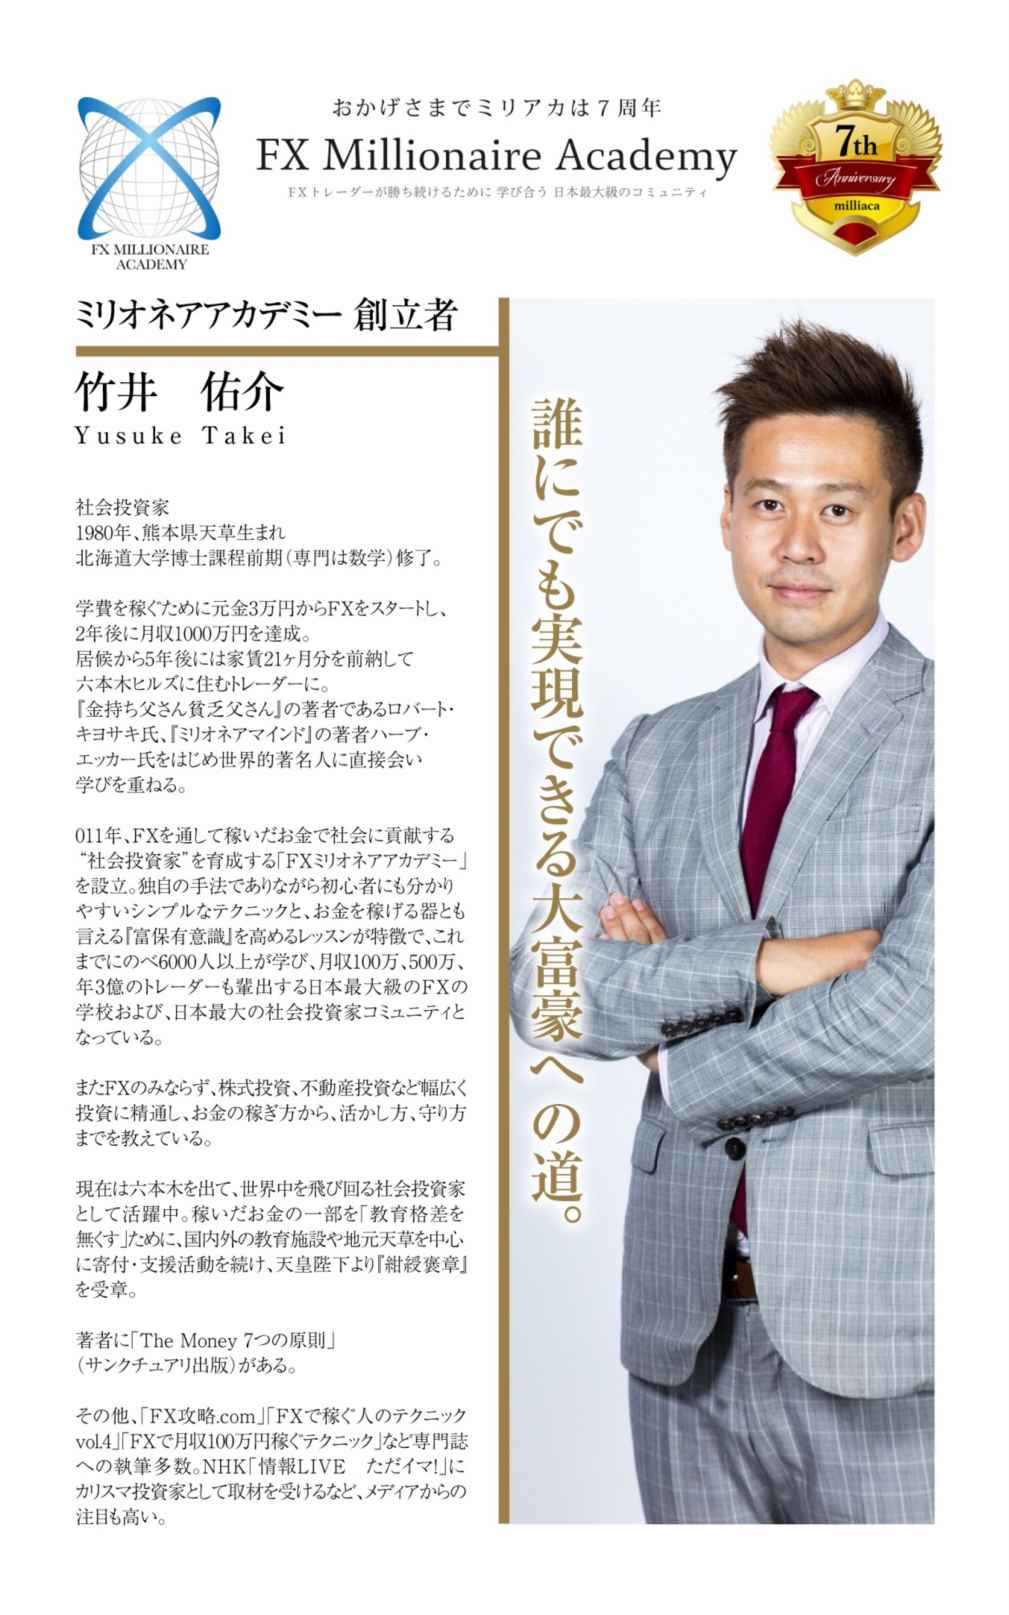 おかげさまでミリアカは7周年
FX Millionaire Academy
FXトレーダーが勝ち続けるために 学び合う 日本最大級のコミュニティ
FX MILLIONAIRE
ACADEMY
7th
Anniversary
milliaca
ミリオネアアカデミー 創立者
竹井 佑介
Yusuke Takei
社会投資家
1980年、熊本県天草生まれ
北海道大学博士課程前期（専門は数学）修了。
学費を稼ぐために元金3万円からFXをスタートし、
2年後に月収1000万円を達成。
居候から5年後には家賃21ヶ月分を前納して
六本木ヒルズに住むトレーダーに。
『金持ち父さん貧乏父さん』の著者であるロバート・
キヨサキ氏、『ミリオネアマインド』の著者ハーブ・
エッカー氏をはじめ世界的著名人に直接会い
学びを重ねる。
011年、FXを通して稼いだお金で社会に貢献する
“社会投資家”を育成する「FXミリオネアアカデミー」
を設立。独自の手法でありながら初心者にも分かり
やすいシンプルなテクニックと、お金を稼げる器とも
言える『富保有意識』を高めるレッスンが特徴で、これ
までにのべ6000人以上が学び、月収100万、500万、
年3億のトレーダーも輩出する日本最大級のFXの
学校および、日本最大の社会投資家コミュニティと
なっている。
またFXのみならず、株式投資、不動産投資など幅広く
投資に精通し、お金の稼ぎ方から、活かし方、守り方
までを教えている。
現在は六本木を出て、世界中を飛び回る社会投資家
として活躍中。稼いだお金の一部を「教育格差を
無くす」ために、国内外の教育施設や地元天草を中心
に寄付・支援活動を続け、天皇陛下より『紺綬褒章』
を受章。
著者に「The Money 7つの原則」
（サンクチュアリ出版）がある。
その他、「FX攻略.com」「FXで稼ぐ人のテクニック
vol.4」「FXで月収100万円稼ぐテクニック」など専門誌
への執筆多数。NHK「情報LIVE ただイマ!」に
カリスマ投資家として取材を受けるなど、メディアからの
注目も高い。
誰にでも実現できる大富豪への道。